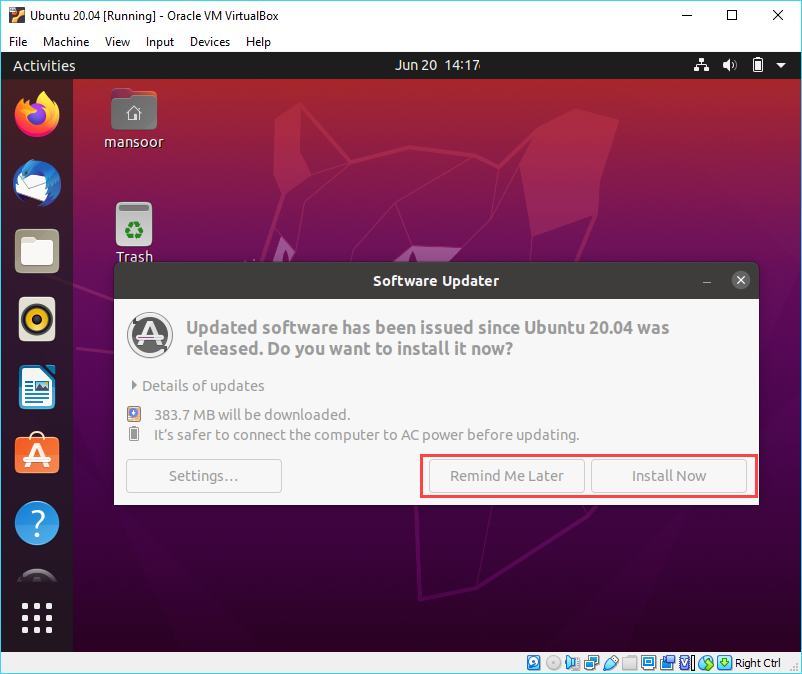 Ubuntu 20.04 [Running] - Oracle VM VirtualBox
File Machine View Input Devices Help
Activities
Jun 20 14:17
mansoor
Trash
Software Updater
Updated software has been issued since Ubuntu 20.04 was
released. Do you want to install it now?
Details of updates
383.7 MB will be downloaded.
It’s safer to connect the computer to AC power before updating.
Settings…
Remind Me Later
Install Now
Right Ctrl